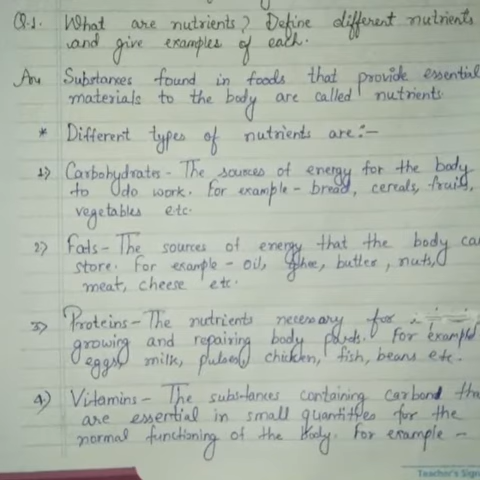 Q.1. What are nutrients? Define different nutrients
and give examples of each.
Ans Substances found in foods that provide essential
materials to the body are called nutrients
* Different types of nutrients are:-
1) Carbohydrates - The sources of energy for the body
to do work. For example - bread, cereals, fruits,
vegetables etc.
2) Fats - The sources of energy that the body can
store. For example - oil, ghee, butter, nuts,
meat, cheese etc.
3) Proteins - The nutrients necessary for
growing and repairing body parts. For example
eggs, milk, pulses, chicken, fish, beans etc.
4) Vitamins - The substances containing carbond tha
are essential in small quantities for the
normal functioning of the body. For example -
Teacher's Sign